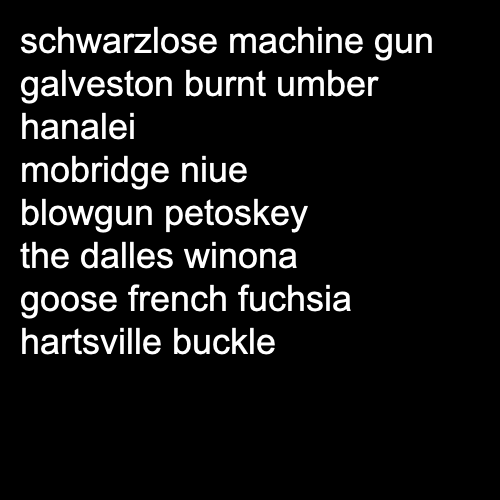 schwarzlose machine gun
galveston burnt umber
hanalei
mobridge niue
blowgun petoskey
the dalles winona
goose french fuchsia
hartsville buckle